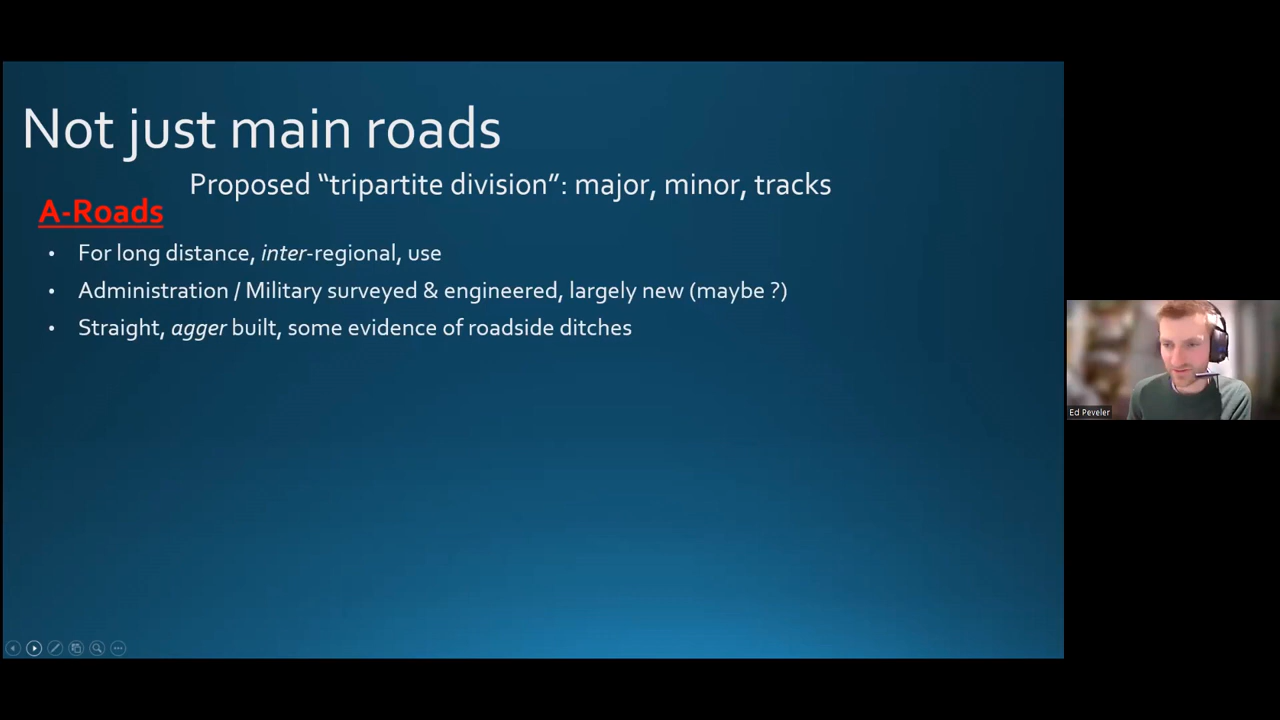 Not just main roads
Proposed “tripartite division”: major, minor, tracks
A-Roads
• For long distance, inter-regional, use
• Administration / Military surveyed & engineered, largely new (maybe ?)
• Straight, agger built, some evidence of roadside ditches
Ed Peveler